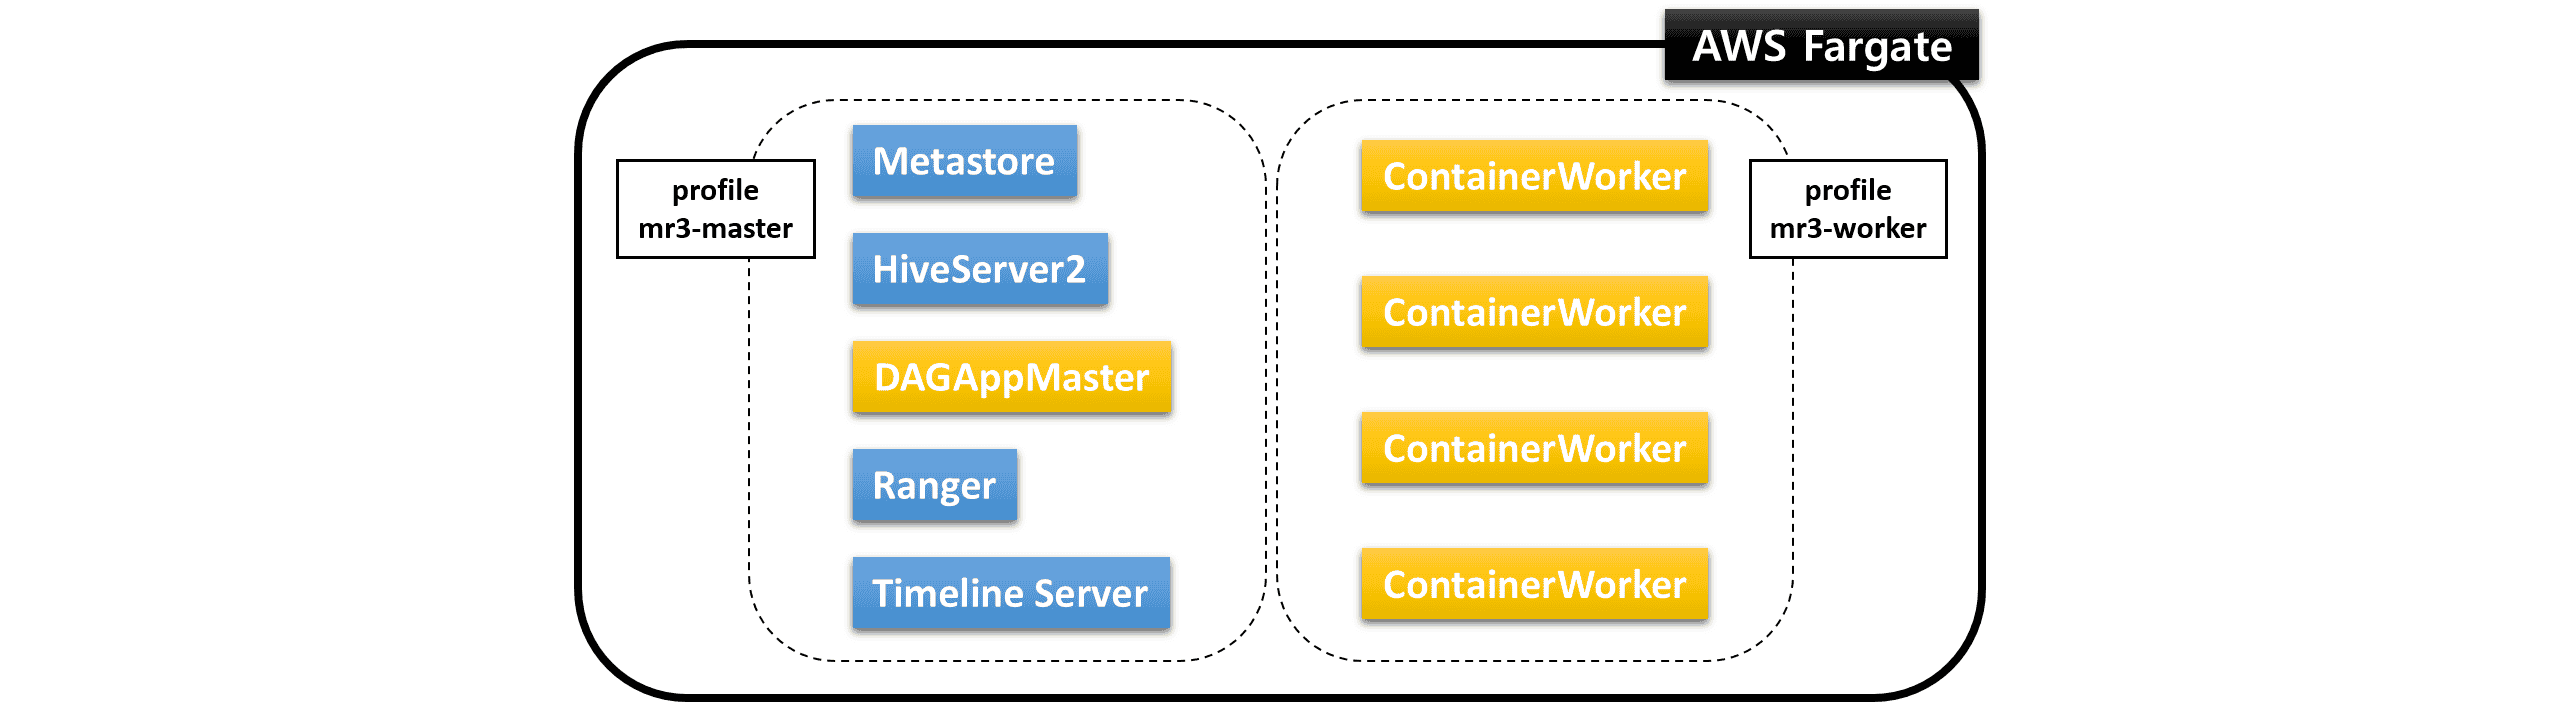 AWS Fargate
profile
mr3-master
Metastore
HiveServer2
DAGAppMaster
Ranger
Timeline Server
ContainerWorker
ContainerWorker
ContainerWorker
ContainerWorker
profile
mr3-worker